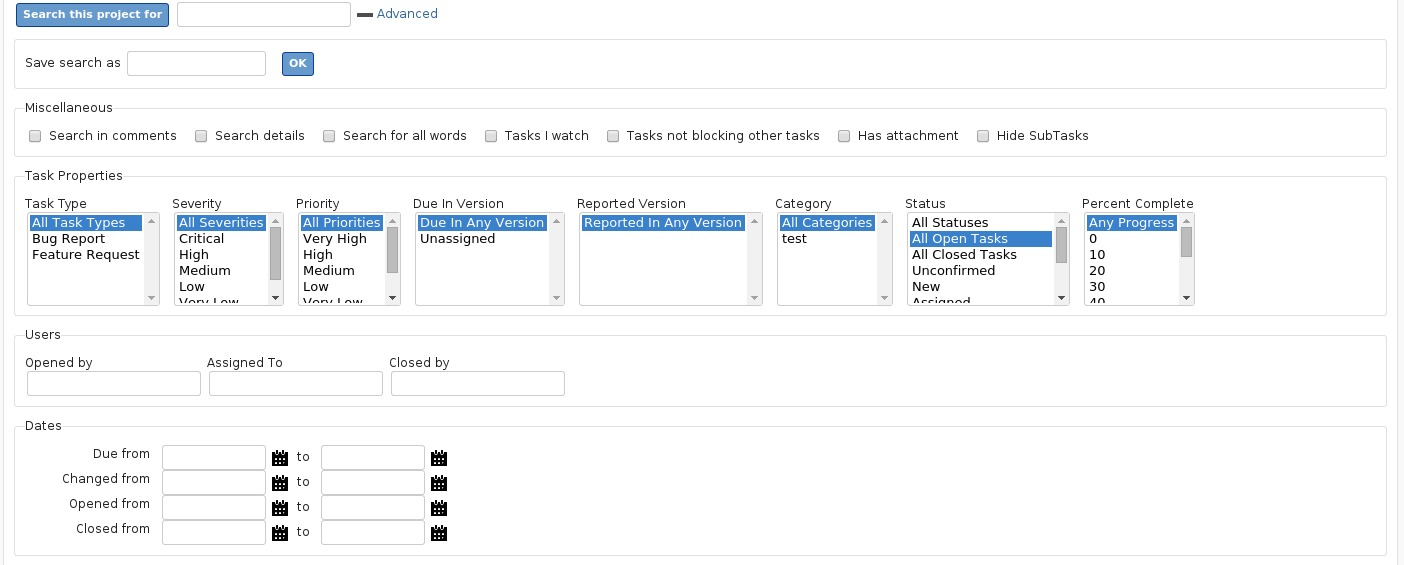 Search this project for Advanced
Save search as OK
Miscellaneous
Search in comments Search details Search for all words Tasks I watch Tasks not blocking other tasks Has attachment Hide SubTasks
Task Properties
Task Type Severity Priority Due In Version Reported Version Category Status Percent Complete
All Task Types All Severities All Priorities Due In Any Version Reported In Any Version All Categories All Statuses Any Progress
Bug Report Critical Very High Unassigned test All Open Tasks 0
Feature Request High High All Closed Tasks 10
Medium Medium Unconfirmed 20
Low Low New 30
Very Low Very Low Assigned 40
Users
Opened by Assigned To Closed by
Dates
Due from to
Changed from to
Opened from to
Closed from to